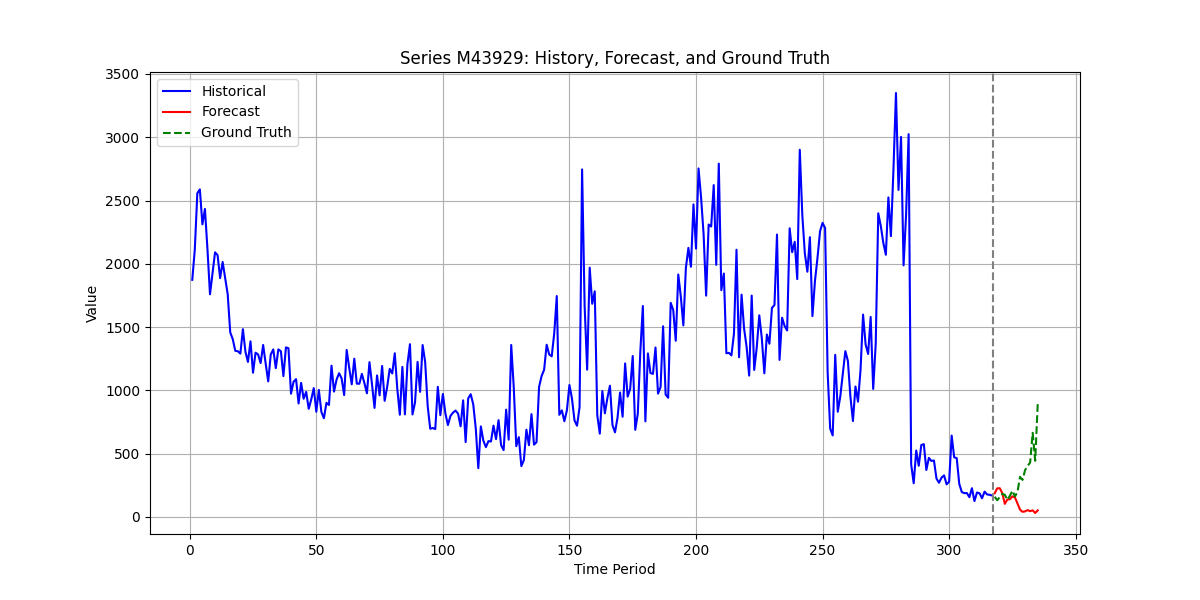 Series M43929: History, Forecast, and Ground Truth
Historical
Forecast
Ground Truth
Value
3500
3000
2500
2000
1500
1000
500
0
0 50 100 150 200 250 300 350
Time Period